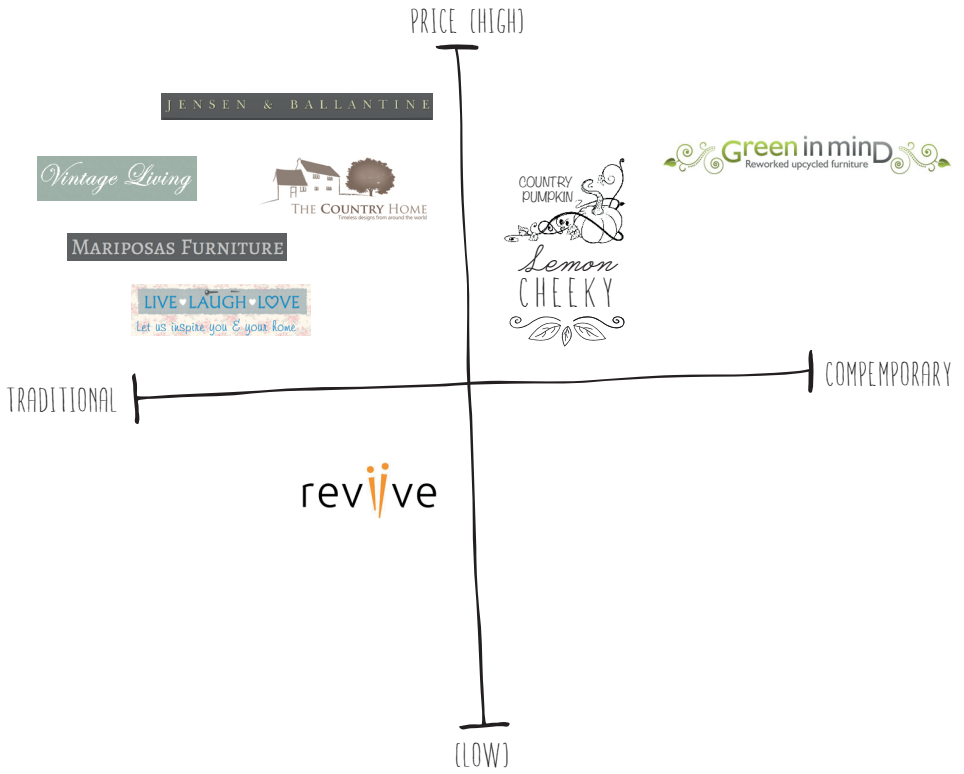 PRICE (HIGH)
JENSEN & BALLANTINE
Green in minD
Reworked upcycled furniture
Vintage Living
COUNTRY
PUMPKIN
THE COUNTRY HOME
Timeless designs from around the world
MARIPOSAS FURNITURE
Lemon
CHEEKY
LIVE LAUGH LOVE
Let us inspire you & your home
TRADITIONAL
COMPEMPORARY
reviive
(LOW)